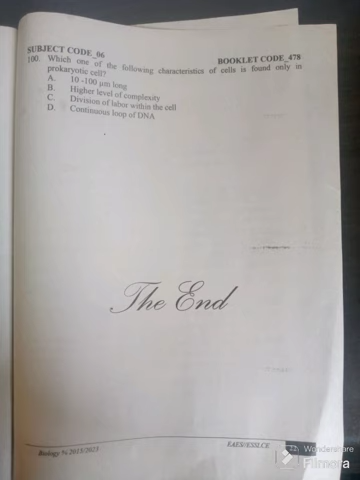 SUBJECT CODE_06 BOOKLET CODE_478
100. Which one of the following characteristics of cells is found only in
prokaryotic cell?
A. 10 -100 µm long
B. Higher level of complexity
C. Division of labor within the cell
D. Continuous loop of DNA
The End
EAES//ESSLCE
Biology 2015/2023
Wondershare
Filmora